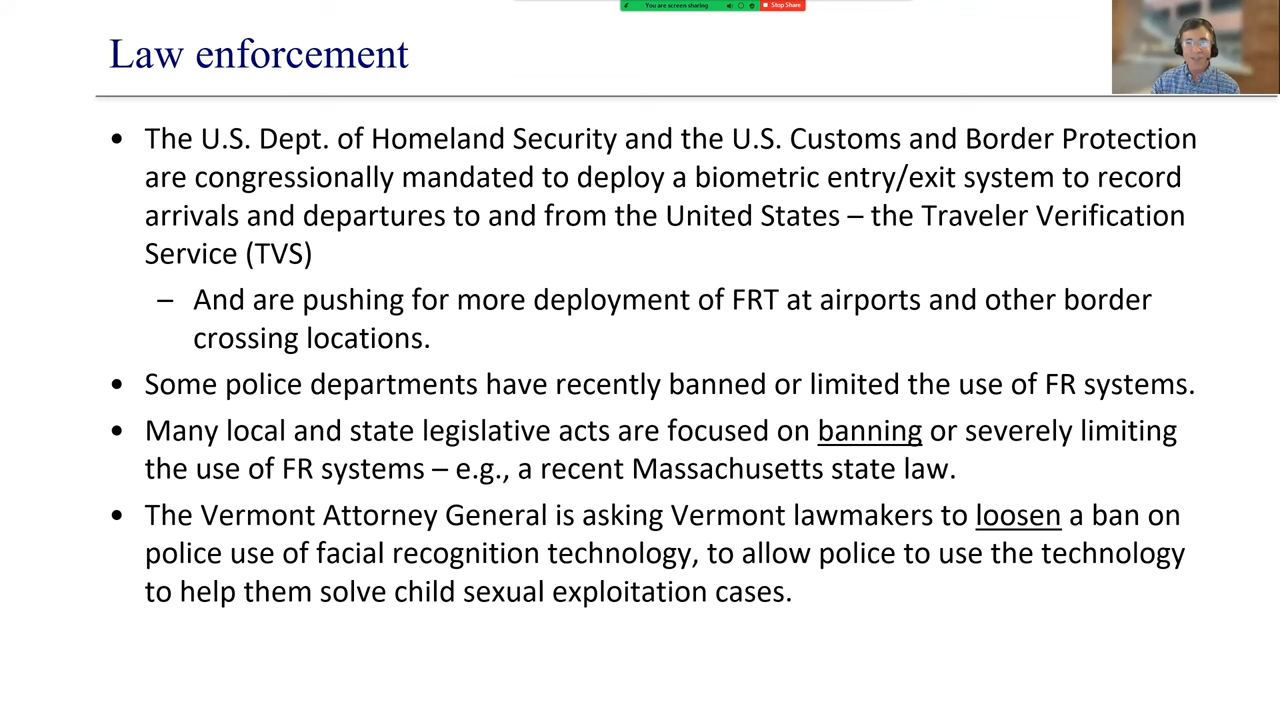 You are screen sharing
Stop Share
Law enforcement
• The U.S. Dept. of Homeland Security and the U.S. Customs and Border Protection
are congressionally mandated to deploy a biometric entry/exit system to record
arrivals and departures to and from the United States – the Traveler Verification
Service (TVS)
– And are pushing for more deployment of FRT at airports and other border
crossing locations.
• Some police departments have recently banned or limited the use of FR systems.
• Many local and state legislative acts are focused on banning or severely limiting
the use of FR systems – e.g., a recent Massachusetts state law.
• The Vermont Attorney General is asking Vermont lawmakers to loosen a ban on
police use of facial recognition technology, to allow police to use the technology
to help them solve child sexual exploitation cases.